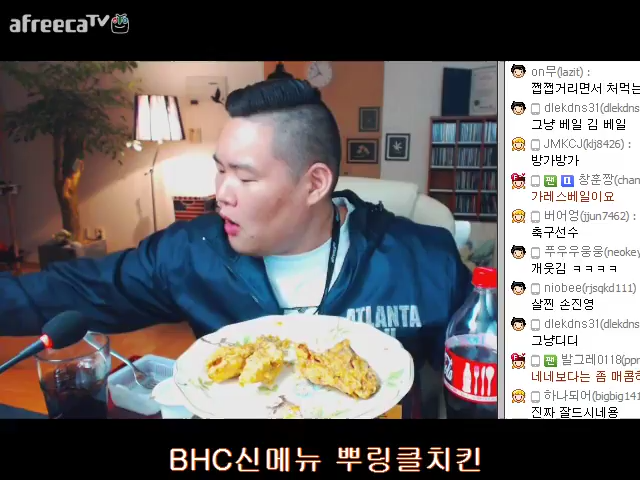 afreecaTV
on무(lazit) :
쩝쩝거리면서 처먹는
dlekdns31(dlekdns
그냥 베일 김 베일
JMKCJ(klj8426) :
방가방가
팬 창훈짱(chan
가레스베일이요
버어엉(jjun7462) :
축구선수
푸우우웅웅(neokey
개웃김 ㅋㅋㅋㅋ
niobee(rjsqkd111)
살찐 손진영
dlekdns31(dlekdns
그냥디디
팬 발그레0118(ppr
네네보다는 좀 매콤하
하나되어(bigbig141
진짜 잘드시네용
ATLANTA
BHC신메뉴 뿌링클치킨